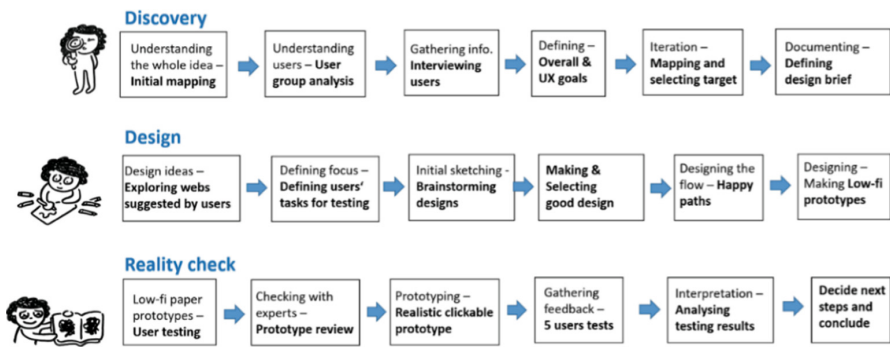 Discovery
Understanding
the whole idea –
Initial mapping
Understanding
users – User
group analysis
Gathering info.
Interviewing
users
Defining –
Overall &
UX goals
Iteration –
Mapping and
selecting target
Documenting –
Defining
design brief
Design
Design ideas –
Exploring webs
suggested by users
Defining focus –
Defining users'
tasks for testing
Initial sketching -
Brainstorming
designs
Making &
Selecting
good design
Designing the
flow – Happy
paths
Designing –
Making Low-fi
prototypes
Reality check
Low-fi paper
prototypes –
User testing
Checking with
experts –
Prototype review
Prototyping –
Realistic clickable
prototype
Gathering
feedback –
5 users tests
Interpretation –
Analysing
testing results
Decide next
steps and
conclude